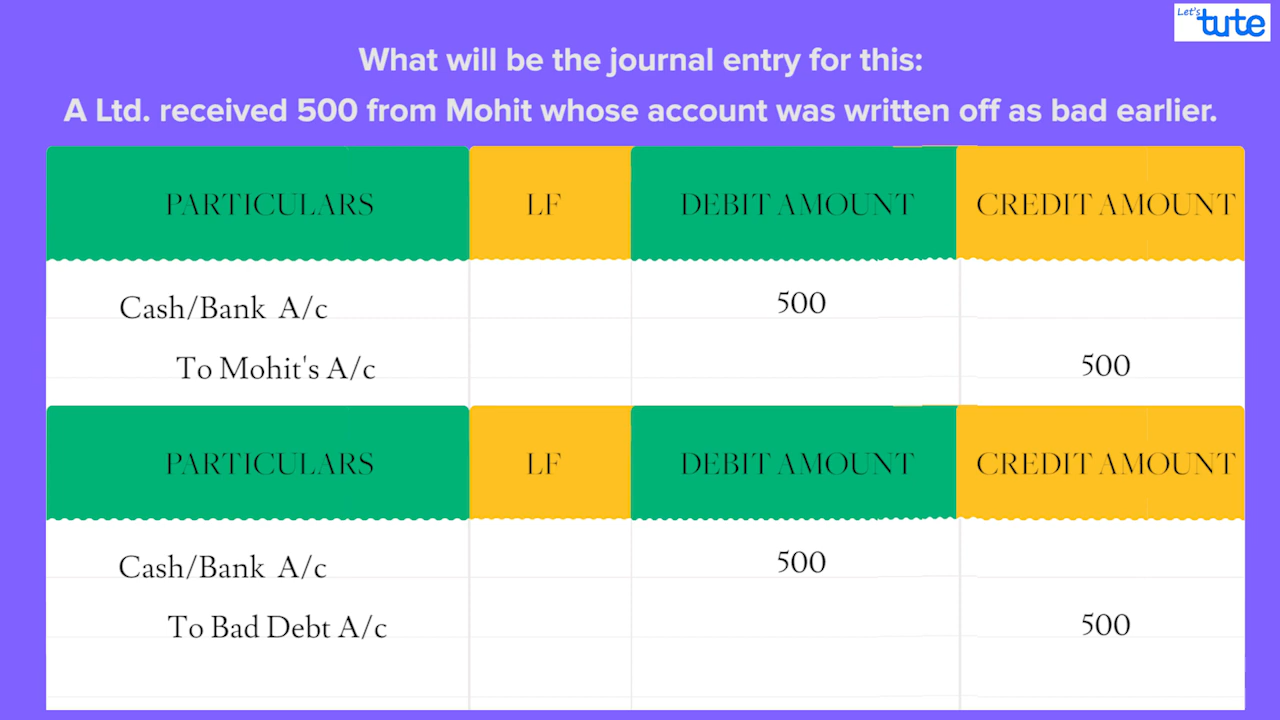 Let's tute
What will be the journal entry for this:
A Ltd. received 500 from Mohit whose account was written off as bad earlier.
PARTICULARS LF DEBIT AMOUNT CREDIT AMOUNT
Cash/Bank A/c 500
To Mohit's A/c 500
PARTICULARS LF DEBIT AMOUNT CREDIT AMOUNT
Cash/Bank A/c 500
To Bad Debt A/c 500